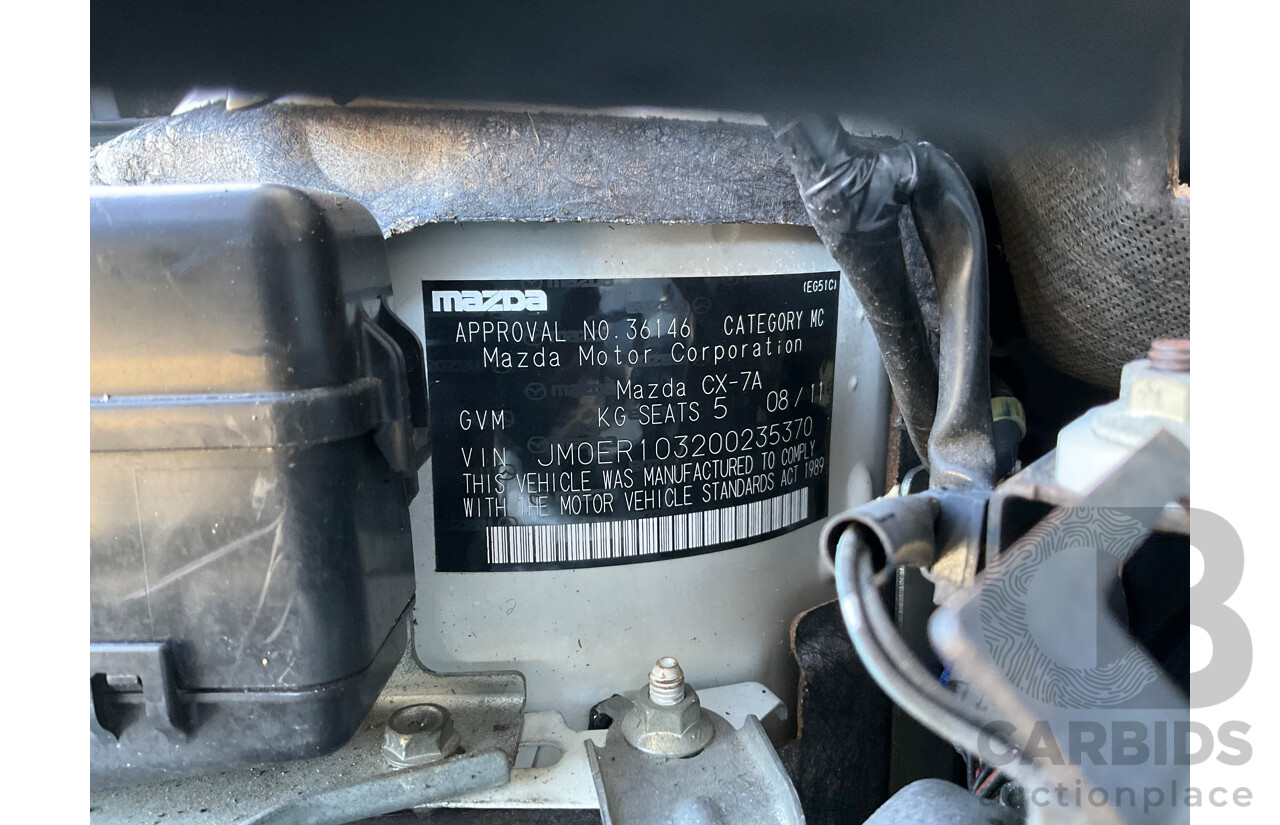 mazda
(EG51C)
APPROVAL NO. 36146 CATEGORY MC
Mazda Motor Corporation
Mazda CX-7A
GVM KG SEATS 5 08/11
VIN JM0ER103200235370
THIS VEHICLE WAS MANUFACTURED TO COMPLY
WITH THE MOTOR VEHICLE STANDARDS ACT 1989
CARBIDS
auctionplace